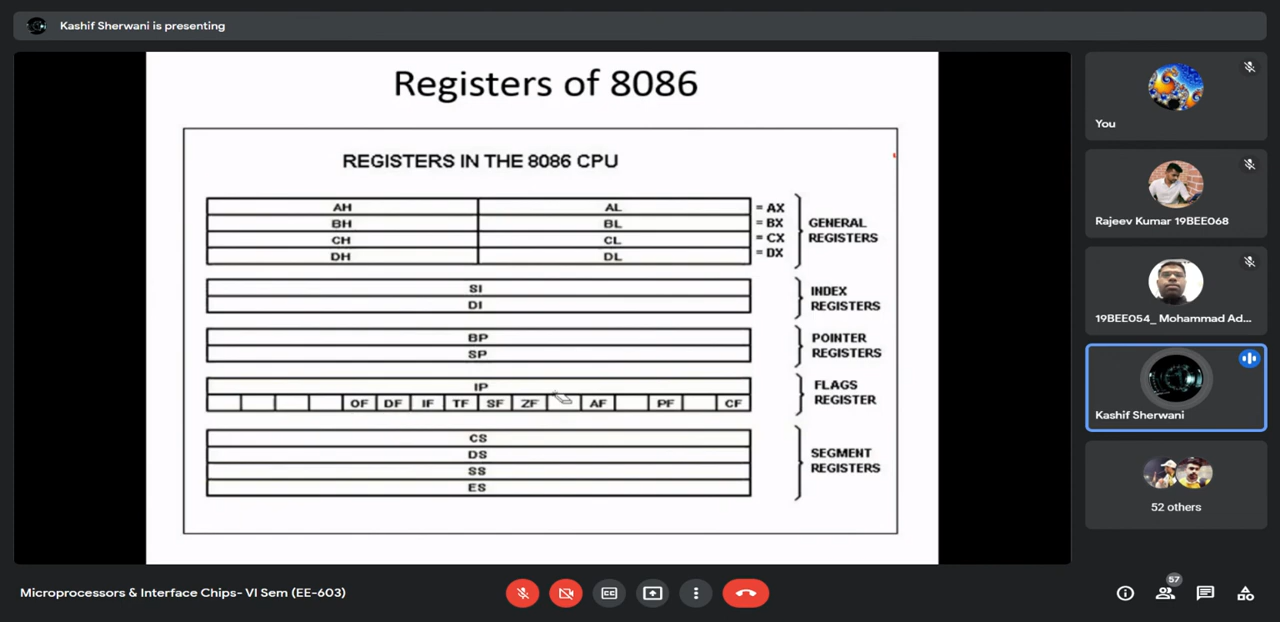 Kashif Sherwani is presenting
Registers of 8086
REGISTERS IN THE 8086 CPU
AH AL = AX
BH BL = BX
CH CL = CX
DH DL = DX
GENERAL
REGISTERS
SI
DI
INDEX
REGISTERS
BP
SP
POINTER
REGISTERS
IP
OF DF IF TF SF ZF AF PF CF
FLAGS
REGISTER
CS
DS
SS
ES
SEGMENT
REGISTERS
You
Rajeev Kumar 19BEE068
19BEE054_ Mohammad Ad...
Kashif Sherwani
52 others
Microprocessors & Interface Chips- VI Sem (EE-603)
57